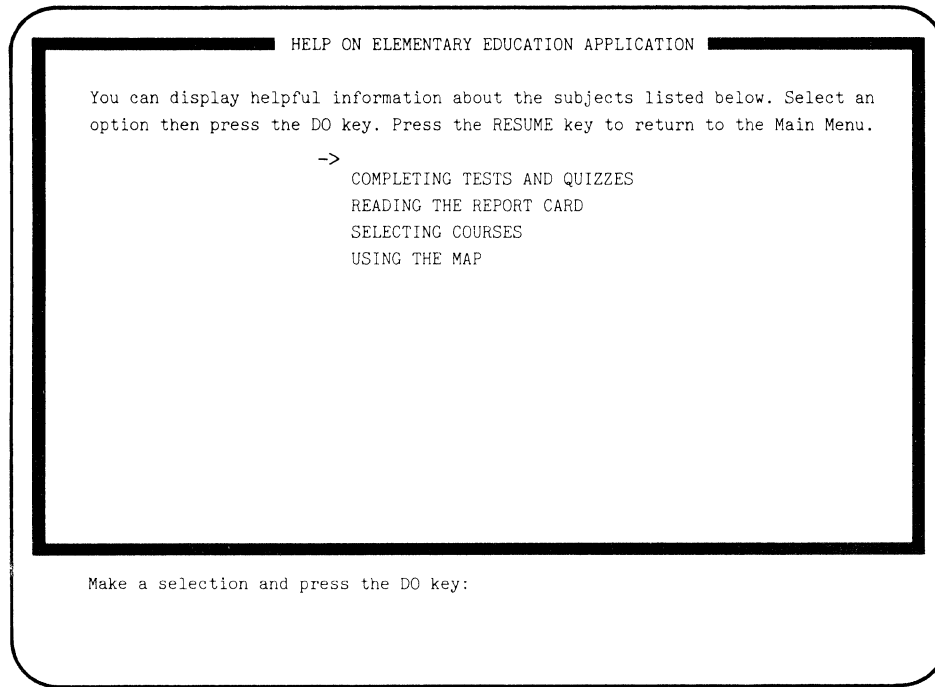 HELP ON ELEMENTARY EDUCATION APPLICATION
You can display helpful information about the subjects listed below. Select an
option then press the DO key. Press the RESUME key to return to the Main Menu.
->
COMPLETING TESTS AND QUIZZES
READING THE REPORT CARD
SELECTING COURSES
USING THE MAP
Make a selection and press the DO key: